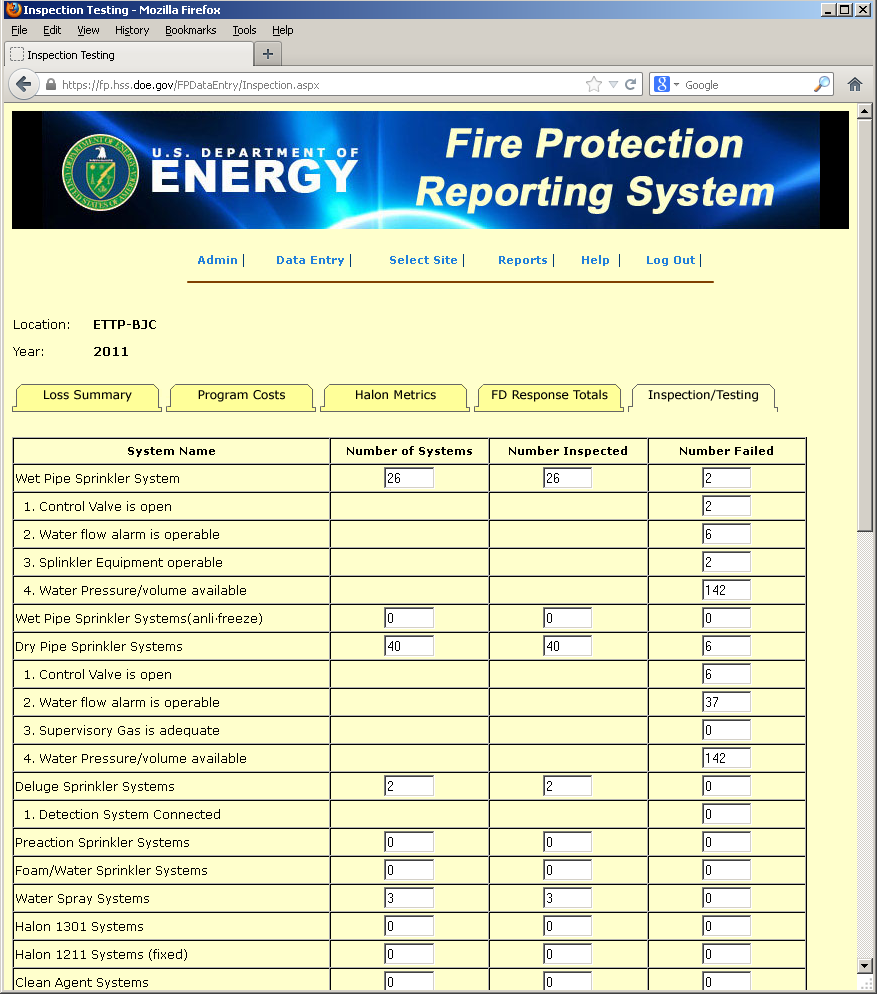 Inspection Testing - Mozilla Firefox
File Edit View History Bookmarks Tools Help
Inspection Testing +
https://fp.hss.doe.gov/FPDataEntry/Inspection.aspx 8 Google
U.S. DEPARTMENT OF
ENERGY
Fire Protection
Reporting System
Admin | Data Entry | Select Site | Reports | Help | Log Out |
Location: ETTP-BJC
Year: 2011
Loss Summary Program Costs Halon Metrics FD Response Totals Inspection/Testing
System Name Number of Systems Number Inspected Number Failed
Wet Pipe Sprinkler System 26 26 2
1. Control Valve is open 2
2. Water flow alarm is operable 6
3. Splinkler Equipment operable 2
4. Water Pressure/volume available 142
Wet Pipe Sprinkler Systems(anli·freeze) 0 0 0
Dry Pipe Sprinkler Systems 40 40 6
1. Control Valve is open 6
2. Water flow alarm is operable 37
3. Supervisory Gas is adequate 0
4. Water Pressure/volume available 142
Deluge Sprinkler Systems 2 2 0
1. Detection System Connected 0
Preaction Sprinkler Systems 0 0 0
Foam/Water Sprinkler Systems 0 0 0
Water Spray Systems 3 3 0
Halon 1301 Systems 0 0 0
Halon 1211 Systems (fixed) 0 0 0
Clean Agent Systems 0 0 0